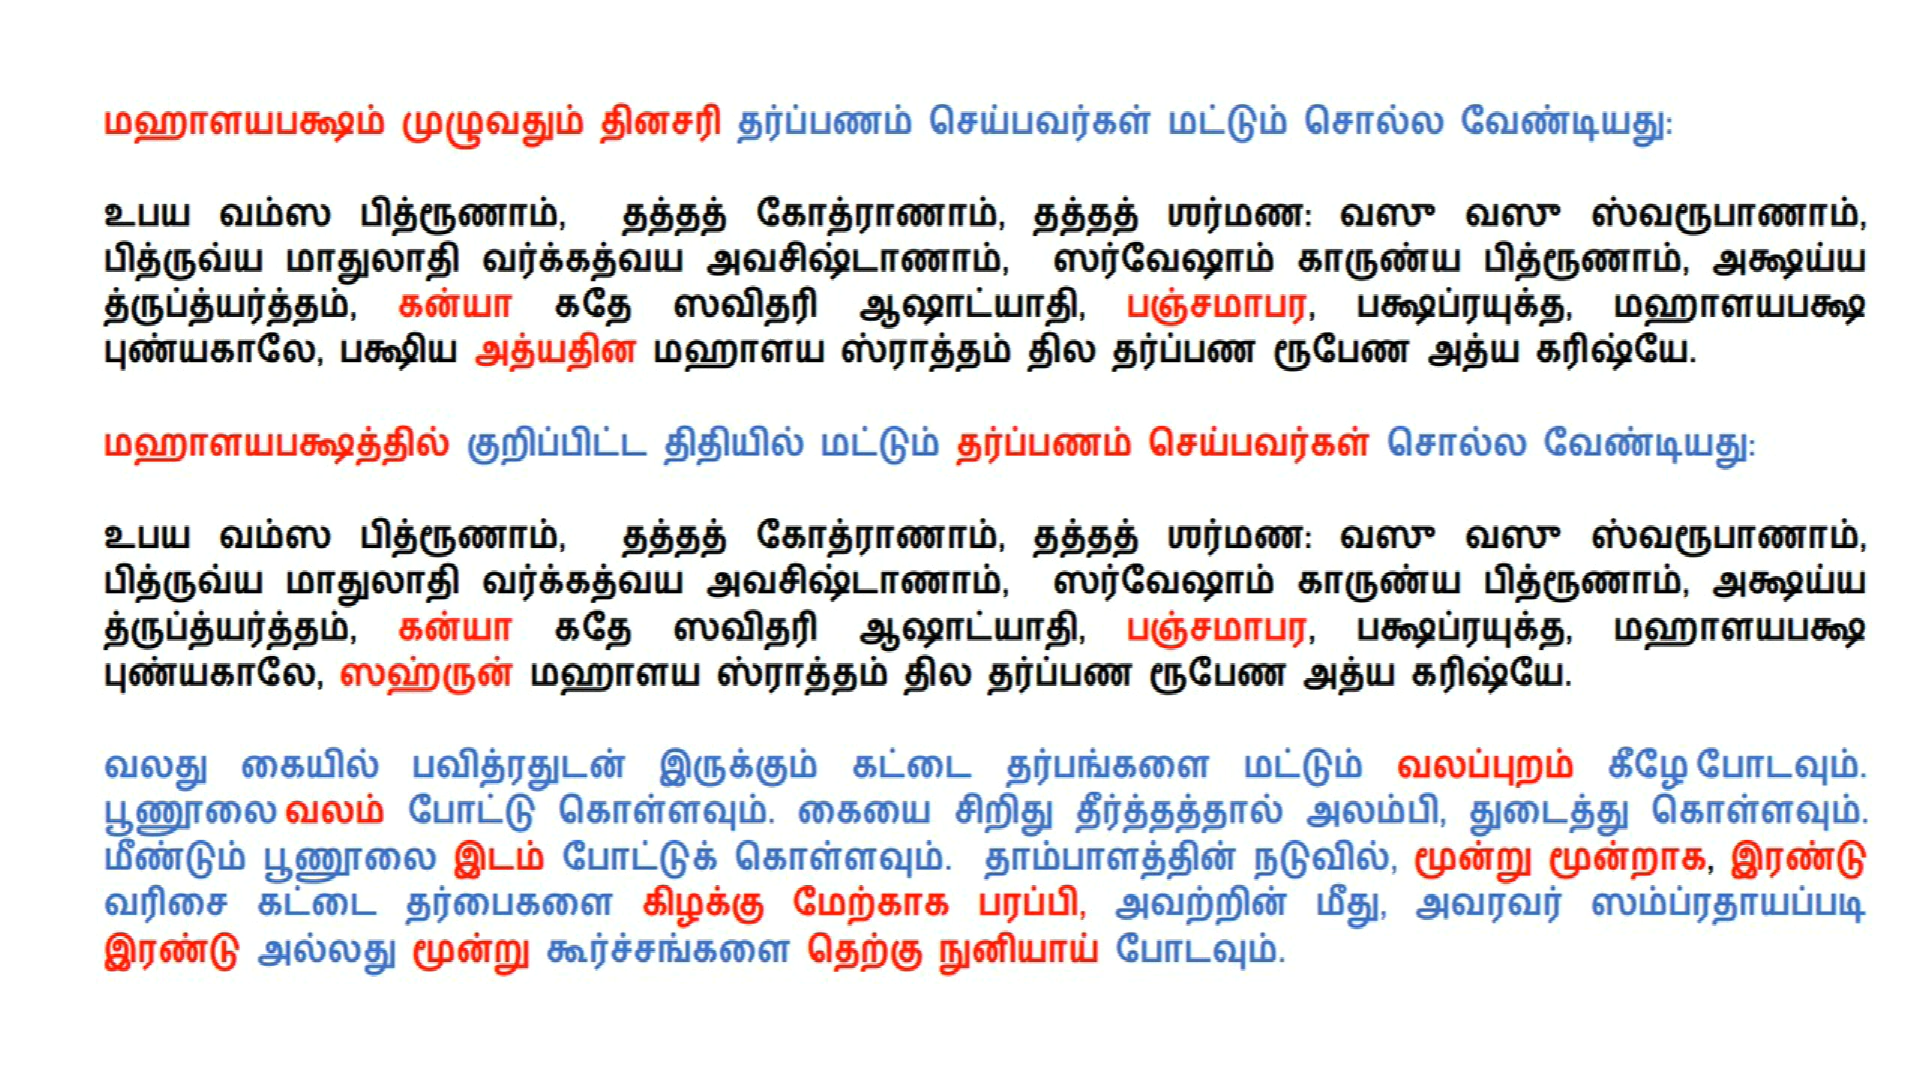 மஹாளயபக்ஷம் முழுவதும் தினசரி தர்ப்பணம் செய்பவர்கள் மட்டும் சொல்ல வேண்டியது:
உபய வம்ஸ பித்ரூணாம், தத்தத் கோத்ராணாம், தத்தத் ஶர்மண: வஸு வஸு ஸ்வரூபாணாம்,
பித்ருவ்ய மாதுலாதி வர்க்கத்வய அவசிஷ்டாணாம், ஸர்வேஷாம் காருண்ய பித்ரூணாம், அக்ஷய்ய
த்ருப்த்யர்த்தம், கன்யா கதே ஸவிதரி ஆஷாட்யாதி, பஞ்சமாபர, பக்ஷப்ரயுக்த, மஹாளயபக்ஷ
புண்யகாலே, பக்ஷிய அத்யதின மஹாளய ஸ்ராத்தம் தில தர்ப்பண ரூபேண அத்ய கரிஷ்யே.
மஹாளயபக்ஷத்தில் குறிப்பிட்ட திதியில் மட்டும் தர்ப்பணம் செய்பவர்கள் சொல்ல வேண்டியது:
உபய வம்ஸ பித்ரூணாம், தத்தத் கோத்ராணாம், தத்தத் ஶர்மண: வஸு வஸு ஸ்வரூபாணாம்,
பித்ருவ்ய மாதுலாதி வர்க்கத்வய அவசிஷ்டாணாம், ஸர்வேஷாம் காருண்ய பித்ரூணாம், அக்ஷய்ய
த்ருப்த்யர்த்தம், கன்யா கதே ஸவிதரி ஆஷாட்யாதி, பஞ்சமாபர, பக்ஷப்ரயுக்த, மஹாளயபக்ஷ
புண்யகாலே, ஸஹ்ருன் மஹாளய ஸ்ராத்தம் தில தர்ப்பண ரூபேண அத்ய கரிஷ்யே.
வலது கையில் பவித்ரதுடன் இருக்கும் கட்டை தர்பங்களை மட்டும் வலப்புறம் கீழே போடவும்.
பூணூலை வலம் போட்டு கொள்ளவும். கையை சிறிது தீர்த்தத்தால் அலம்பி, துடைத்து கொள்ளவும்.
மீண்டும் பூணூலை இடம் போட்டுக் கொள்ளவும். தாம்பாளத்தின் நடுவில், மூன்று மூன்றாக, இரண்டு
வரிசை கட்டை தர்பைகளை கிழக்கு மேற்காக பரப்பி, அவற்றின் மீது, அவரவர் ஸம்ப்ரதாயப்படி
இரண்டு அல்லது மூன்று கூர்ச்சங்களை தெற்கு நுனியாய் போடவும்.